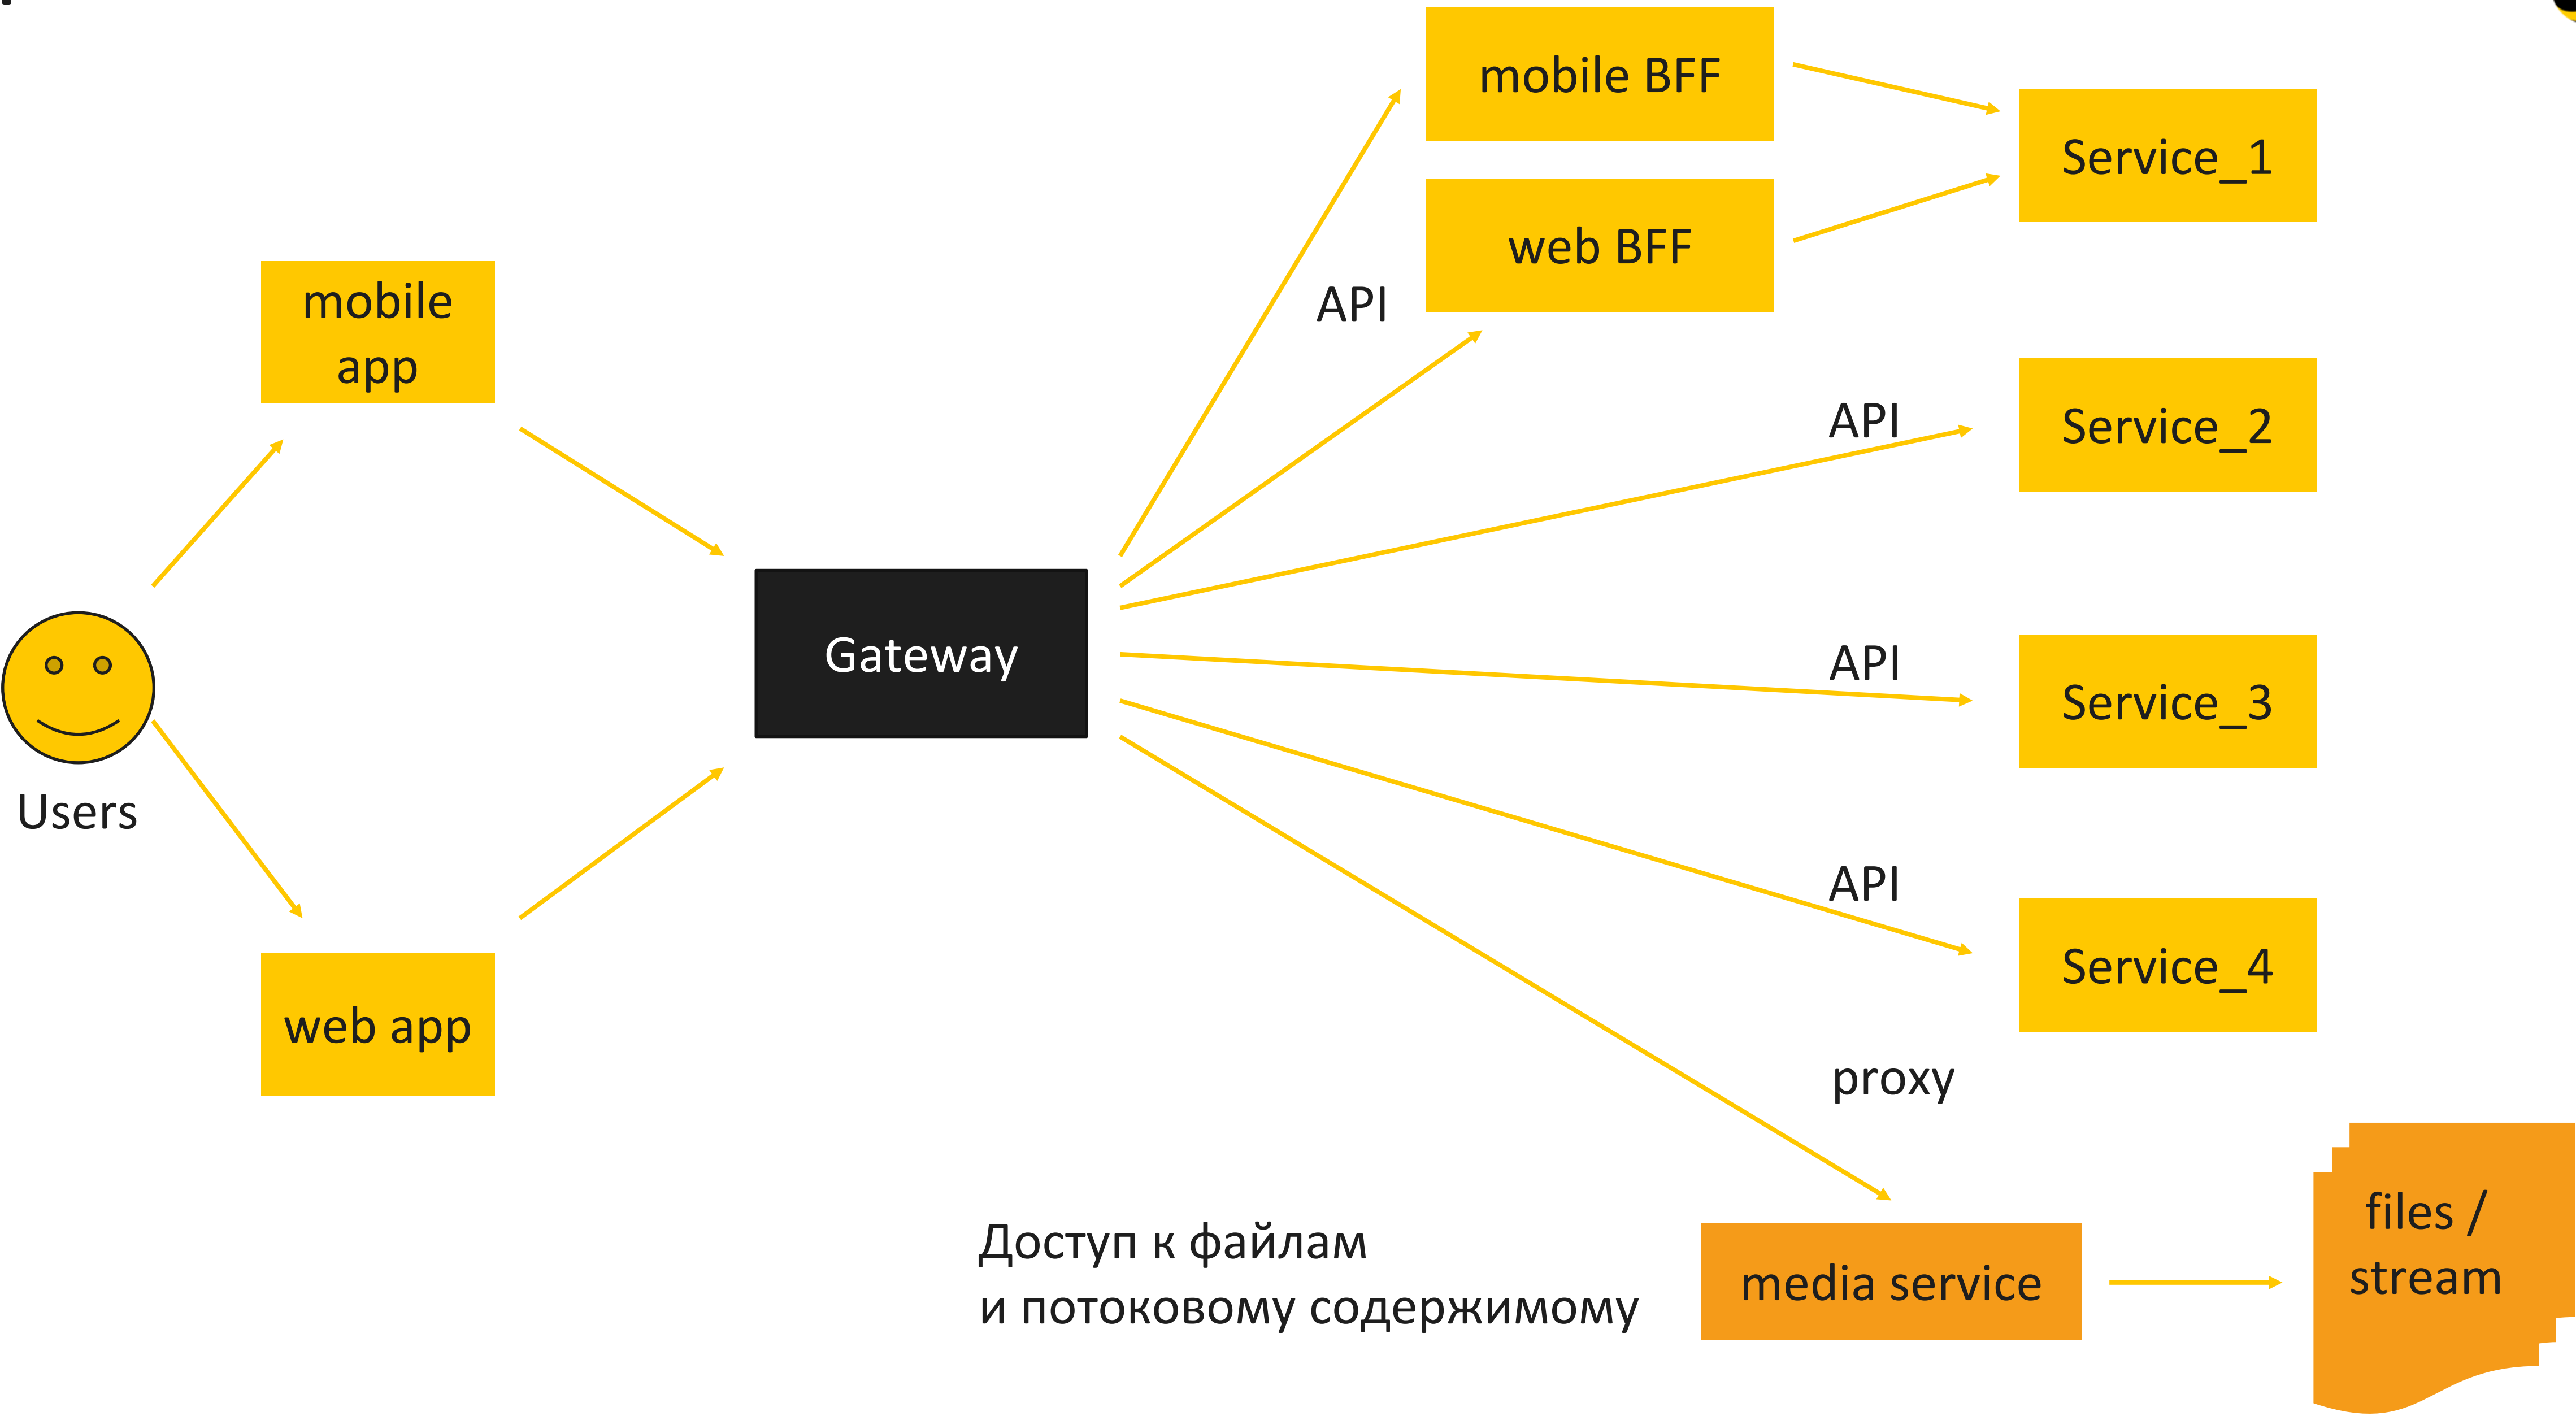 mobile BFF
Service_1
web BFF
mobile
app
API
API
Service_2
Gateway
API
Service_3
Users
API
Service_4
web app
proxy
files /
stream
Доступ к файлам
и потоковому содержимому
media service